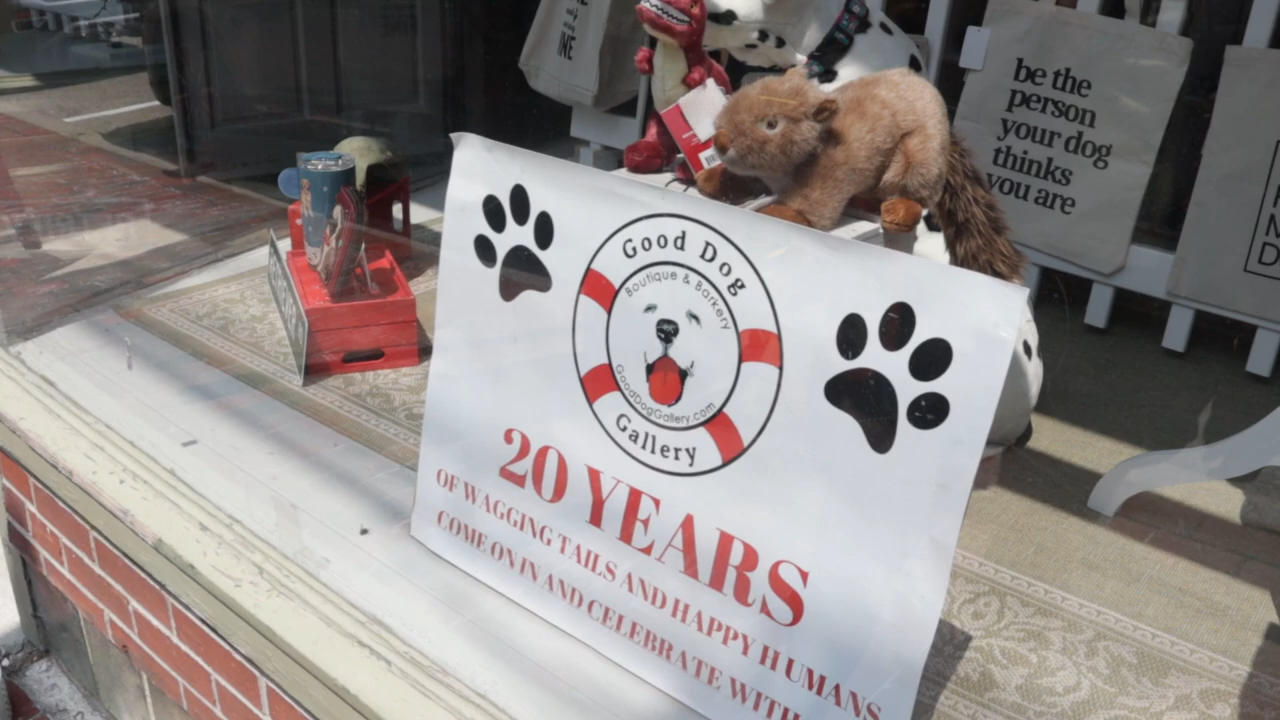 INE
be the
person
your dog
thinks
you are
Good Dog
Boutique & Barkery
GoodDogGallery.com
Gallery
20 YEARS
OF WAGGING TAILS AND HAPPY HUMANS
COME ON IN AND CELEBRATE WITH